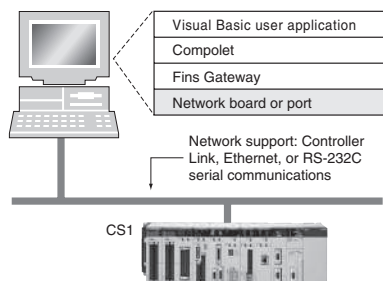 Visual Basic user application
Compolet
Fins Gateway
Network board or port
Network support: Controller
Link, Ethernet, or RS-232C
serial communications
CS1